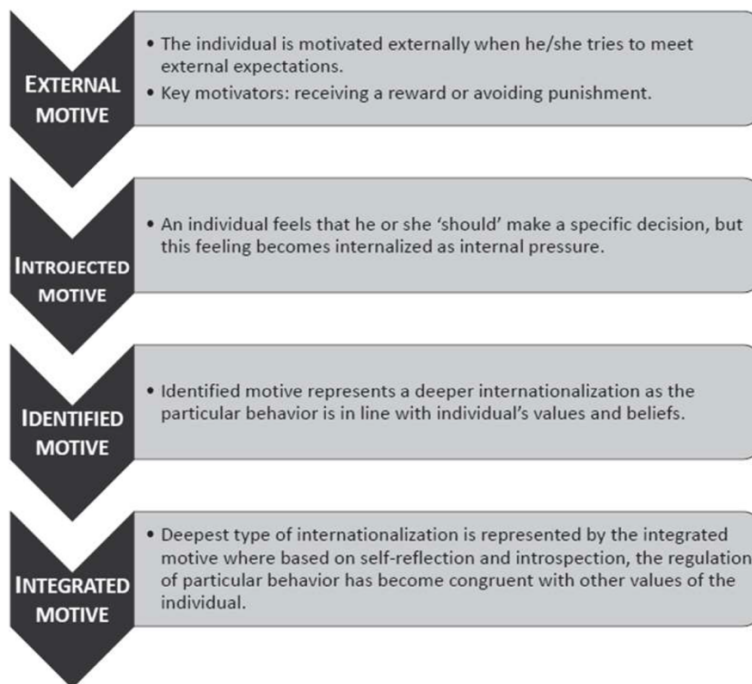 • The individual is motivated externally when he/she tries to meet
external expectations.
• Key motivators: receiving a reward or avoiding punishment.
EXTERNAL
MOTIVE
• An individual feels that he or she ‘should’ make a specific decision, but
this feeling becomes internalized as internal pressure.
INTROJECTED
MOTIVE
• Identified motive represents a deeper internationalization as the
particular behavior is in line with individual’s values and beliefs.
IDENTIFIED
MOTIVE
• Deepest type of internationalization is represented by the integrated
motive where based on self-reflection and introspection, the regulation
of particular behavior has become congruent with other values of the
individual.
INTEGRATED
MOTIVE